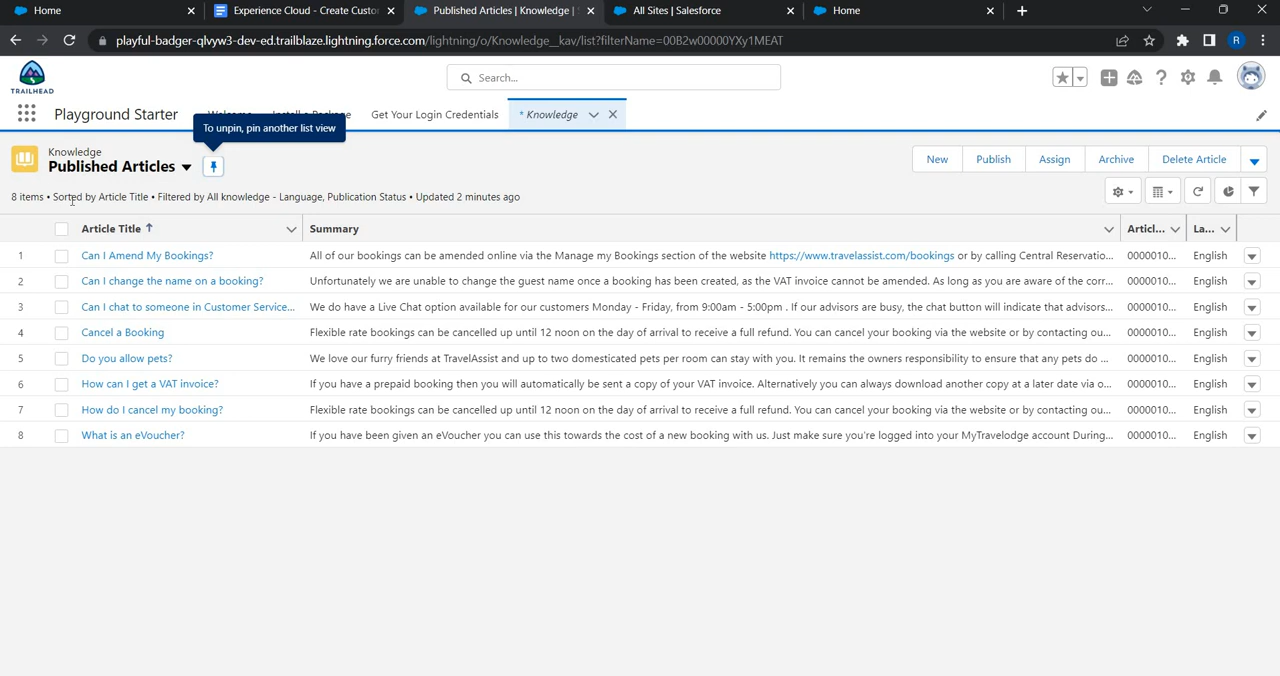 Home
Experience Cloud - Create Custo
Published Articles | Knowledge |
All Sites | Salesforce
Home
playful-badger-qlvyw3-dev-ed.trailblaze.lightning.force.com/lightning/o/Knowledge__kav/list?filterName=00B2w00000YXy1MEAT
R
TRAILHEAD
Search...
Playground Starter
Get Your Login Credentials
* Knowledge
To unpin, pin another list view
Knowledge
Published Articles
New
Publish
Assign
Archive
Delete Article
8 items • Sorted by Article Title • Filtered by All knowledge - Language, Publication Status • Updated 2 minutes ago
Article Title ↑ Summary Articl... La...
1 Can I Amend My Bookings? All of our bookings can be amended online via the Manage my Bookings section of the website https://www.travelassist.com/bookings or by calling Central Reservatio... 0000010... English
2 Can I change the name on a booking? Unfortunately we are unable to change the guest name once a booking has been created, as the VAT invoice cannot be amended. As long as you are aware of the corr... 0000010... English
3 Can I chat to someone in Customer Service... We do have a Live Chat option available for our customers Monday - Friday, from 9:00am - 5:00pm . If our advisors are busy, the chat button will indicate that advisors... 0000010... English
4 Cancel a Booking Flexible rate bookings can be cancelled up until 12 noon on the day of arrival to receive a full refund. You can cancel your booking via the website or by contacting ou... 0000010... English
5 Do you allow pets? We love our furry friends at TravelAssist and up to two domesticated pets per room can stay with you. It remains the owners responsibility to ensure that any pets do ... 0000010... English
6 How can I get a VAT invoice? If you have a prepaid booking then you will automatically be sent a copy of your VAT invoice. Alternatively you can always download another copy at a later date via o... 0000010... English
7 How do I cancel my booking? Flexible rate bookings can be cancelled up until 12 noon on the day of arrival to receive a full refund. You can cancel your booking via the website or by contacting ou... 0000010... English
8 What is an eVoucher? If you have been given an eVoucher you can use this towards the cost of a new booking with us. Just make sure you're logged into your MyTravelodge account During... 0000010... English